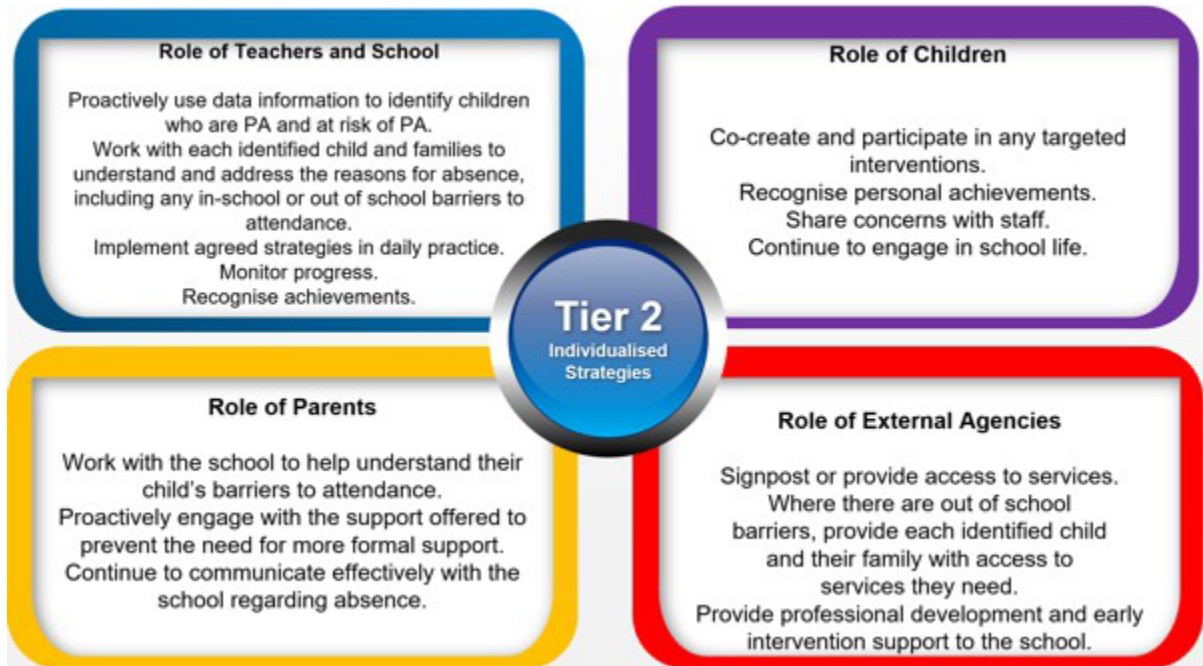 Role of Teachers and School
Proactively use data information to identify children
who are PA and at risk of PA.
Work with each identified child and families to
understand and address the reasons for absence,
including any in-school or out of school barriers to
attendance.
Implement agreed strategies in daily practice.
Monitor progress.
Recognise achievements.
Role of Children
Co-create and participate in any targeted
interventions.
Recognise personal achievements.
Share concerns with staff.
Continue to engage in school life.
Tier 2
Individualised
Strategies
Role of Parents
Work with the school to help understand their
child's barriers to attendance.
Proactively engage with the support offered to
prevent the need for more formal support.
Continue to communicate effectively with the
school regarding absence.
Role of External Agencies
Signpost or provide access to services.
Where there are out of school
barriers, provide each identified child
and their family with access to
services they need.
Provide professional development and early
intervention support to the school.